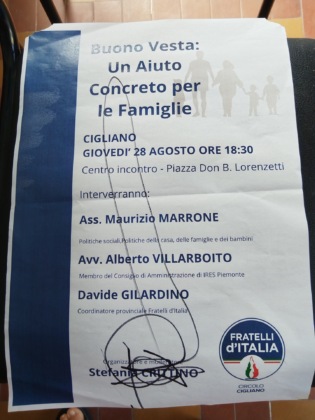 Buono Vesta:
Un Aiuto
Concreto per
le Famiglie
CIGLIANO
GIOVEDI' 28 AGOSTO ORE 18:30
Centro incontro - Piazza Don B. Lorenzetti
Interverranno:
Ass. Maurizio MARRONE
Politiche sociali,Politiche della casa, delle famiglie e dei bambini
Avv. Alberto VILLARBOITO
Membro del Consiglio di Amministrazione di IRES Piemonte
Davide GILARDINO
Coordinatore provinciale Fratelli d'Italia
Stefania
FRATELLI
d'ITALIA
CIRCOLO
CIGLIANO